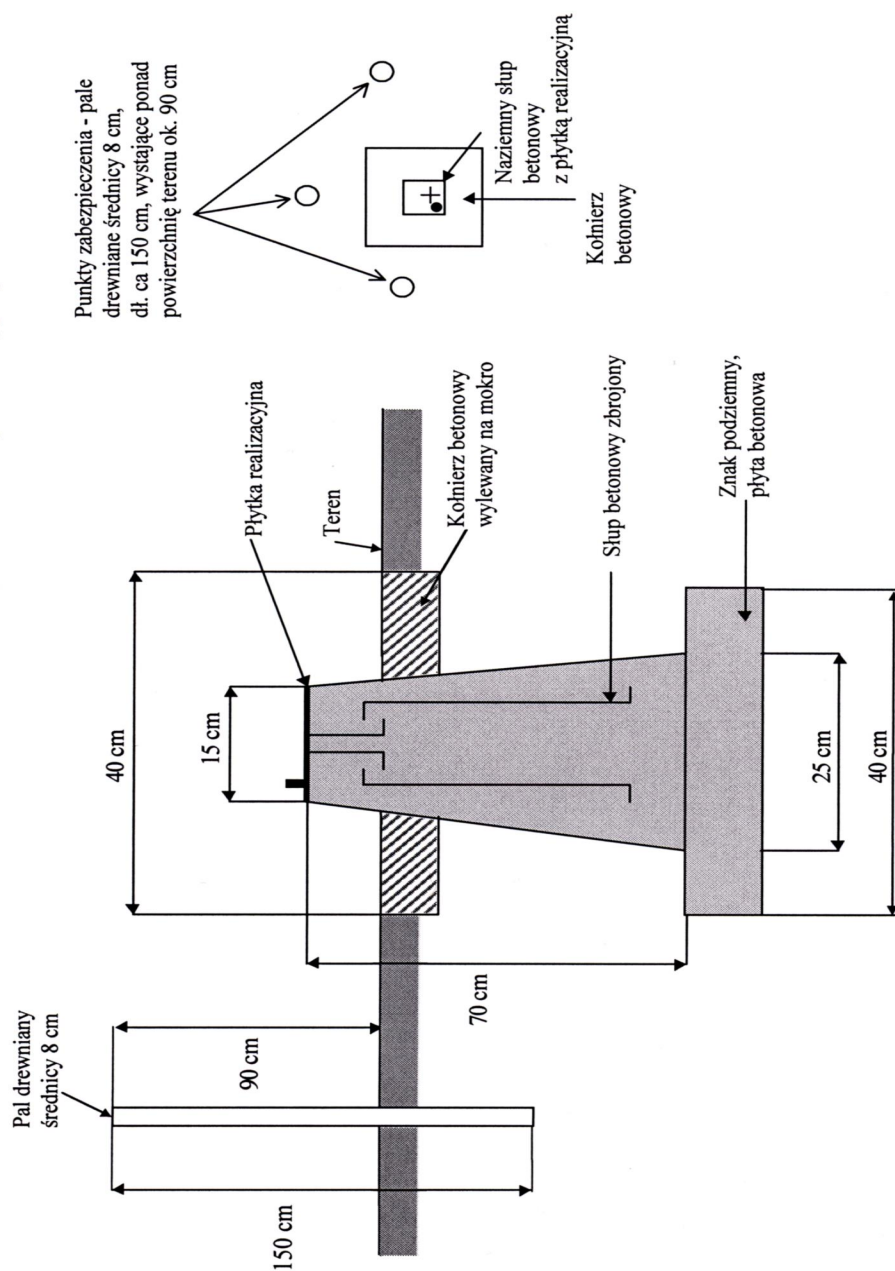 Pal drewniany
średnicy 8 cm
150 cm
90 cm
70 cm
40 cm
15 cm
Płytka realizacyjna
Teren
Kołnierz betonowy
wylewany na mokro
Słup betonowy zbrojony
Znak podziemny,
płyta betonowa
25 cm
40 cm
Punkty zabezpieczenia - pale
drewniane średnicy 8 cm,
dł. ca 150 cm, wystające ponad
powierzchnię terenu ok. 90 cm
Naziemny słup
betonowy
z płytką realizacyjną
Kołnierz
betonowy